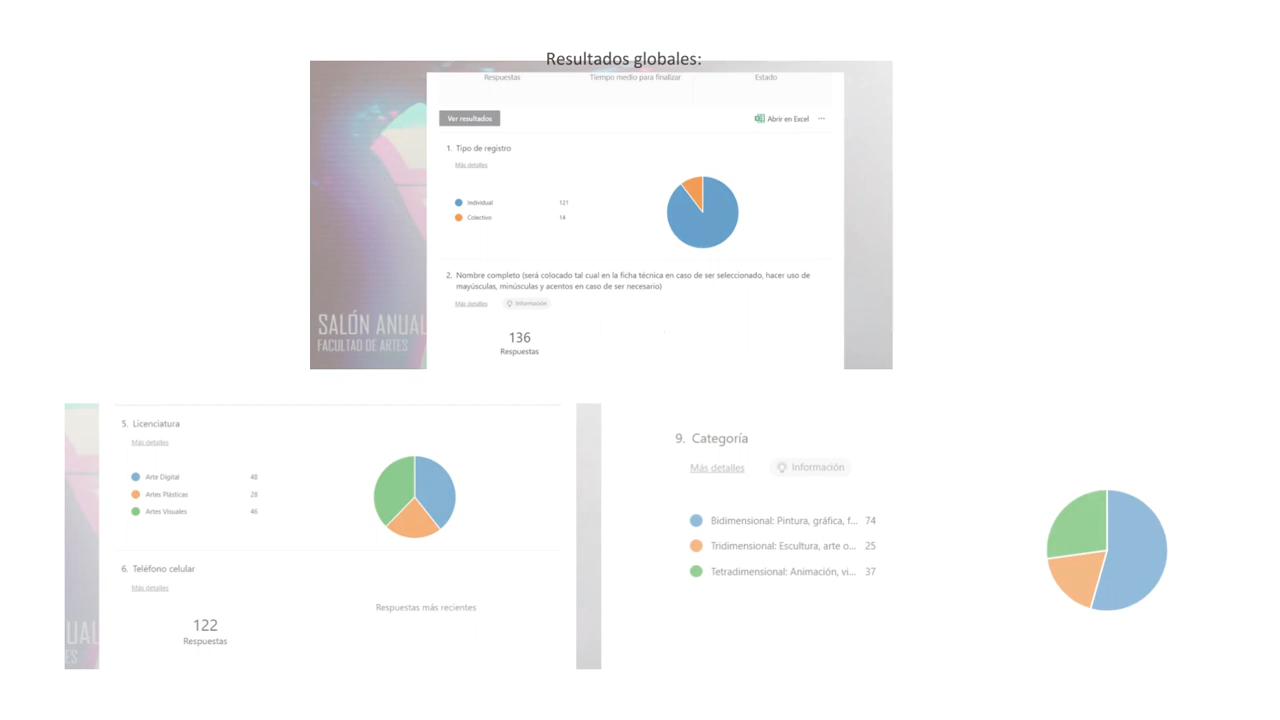 Resultados globales:
Respuestas Tiempo medio para finalizar Estado
Ver resultados Abrir en Excel ...
1. Tipo de registro
Más detalles
Individual 121
Colectivo 14
2. Nombre completo (será colocado tal cual en la ficha técnica en caso de ser seleccionado, hacer uso de
mayúsculas, minúsculas y acentos en caso de ser necesario)
Más detalles Información
136
Respuestas
SALÓN ANUAL
FACULTAD DE ARTES
5. Licenciatura
Más detalles
Arte Digital 48
Artes Plásticas 28
Artes Visuales 46
6. Teléfono celular
Más detalles
Respuestas más recientes
122
Respuestas
UAL
ES
9. Categoría
Más detalles Información
Bidimensional: Pintura, gráfica, f... 74
Tridimensional: Escultura, arte o... 25
Tetradimensional: Animación, vi... 37